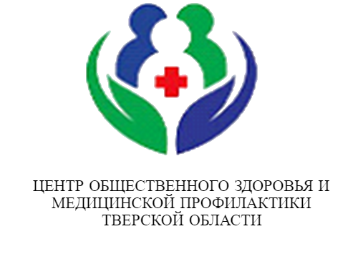 ЦЕНТР ОБЩЕСТВЕННОГО ЗДОРОВЬЯ И
МЕДИЦИНСКОЙ ПРОФИЛАКТИКИ
ТВЕРСКОЙ ОБЛАСТИ